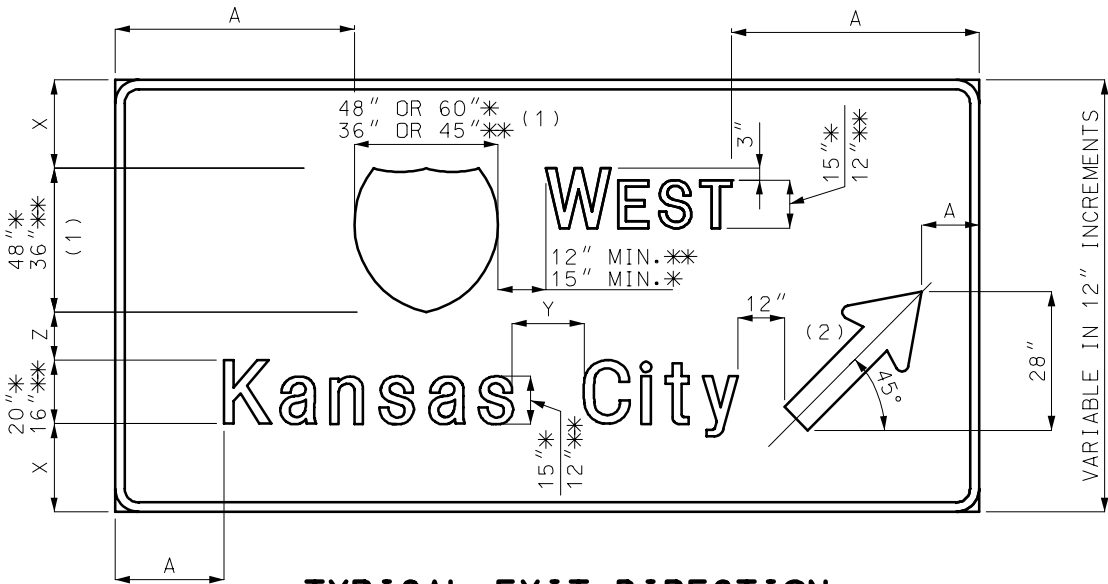 A
A
48" OR 60"*
36" OR 45"** (1)
X
3"
15"*
12"**
WEST
A
48"*
36"**
(1)
12" MIN.**
15" MIN.*
VARIABLE IN 12" INCREMENTS
Y
12"
(2)
Z
28"
45°
20"*
16"**
Kansas City
15"*
12"**
X
A
TYPICAL EXIT DIRECTION